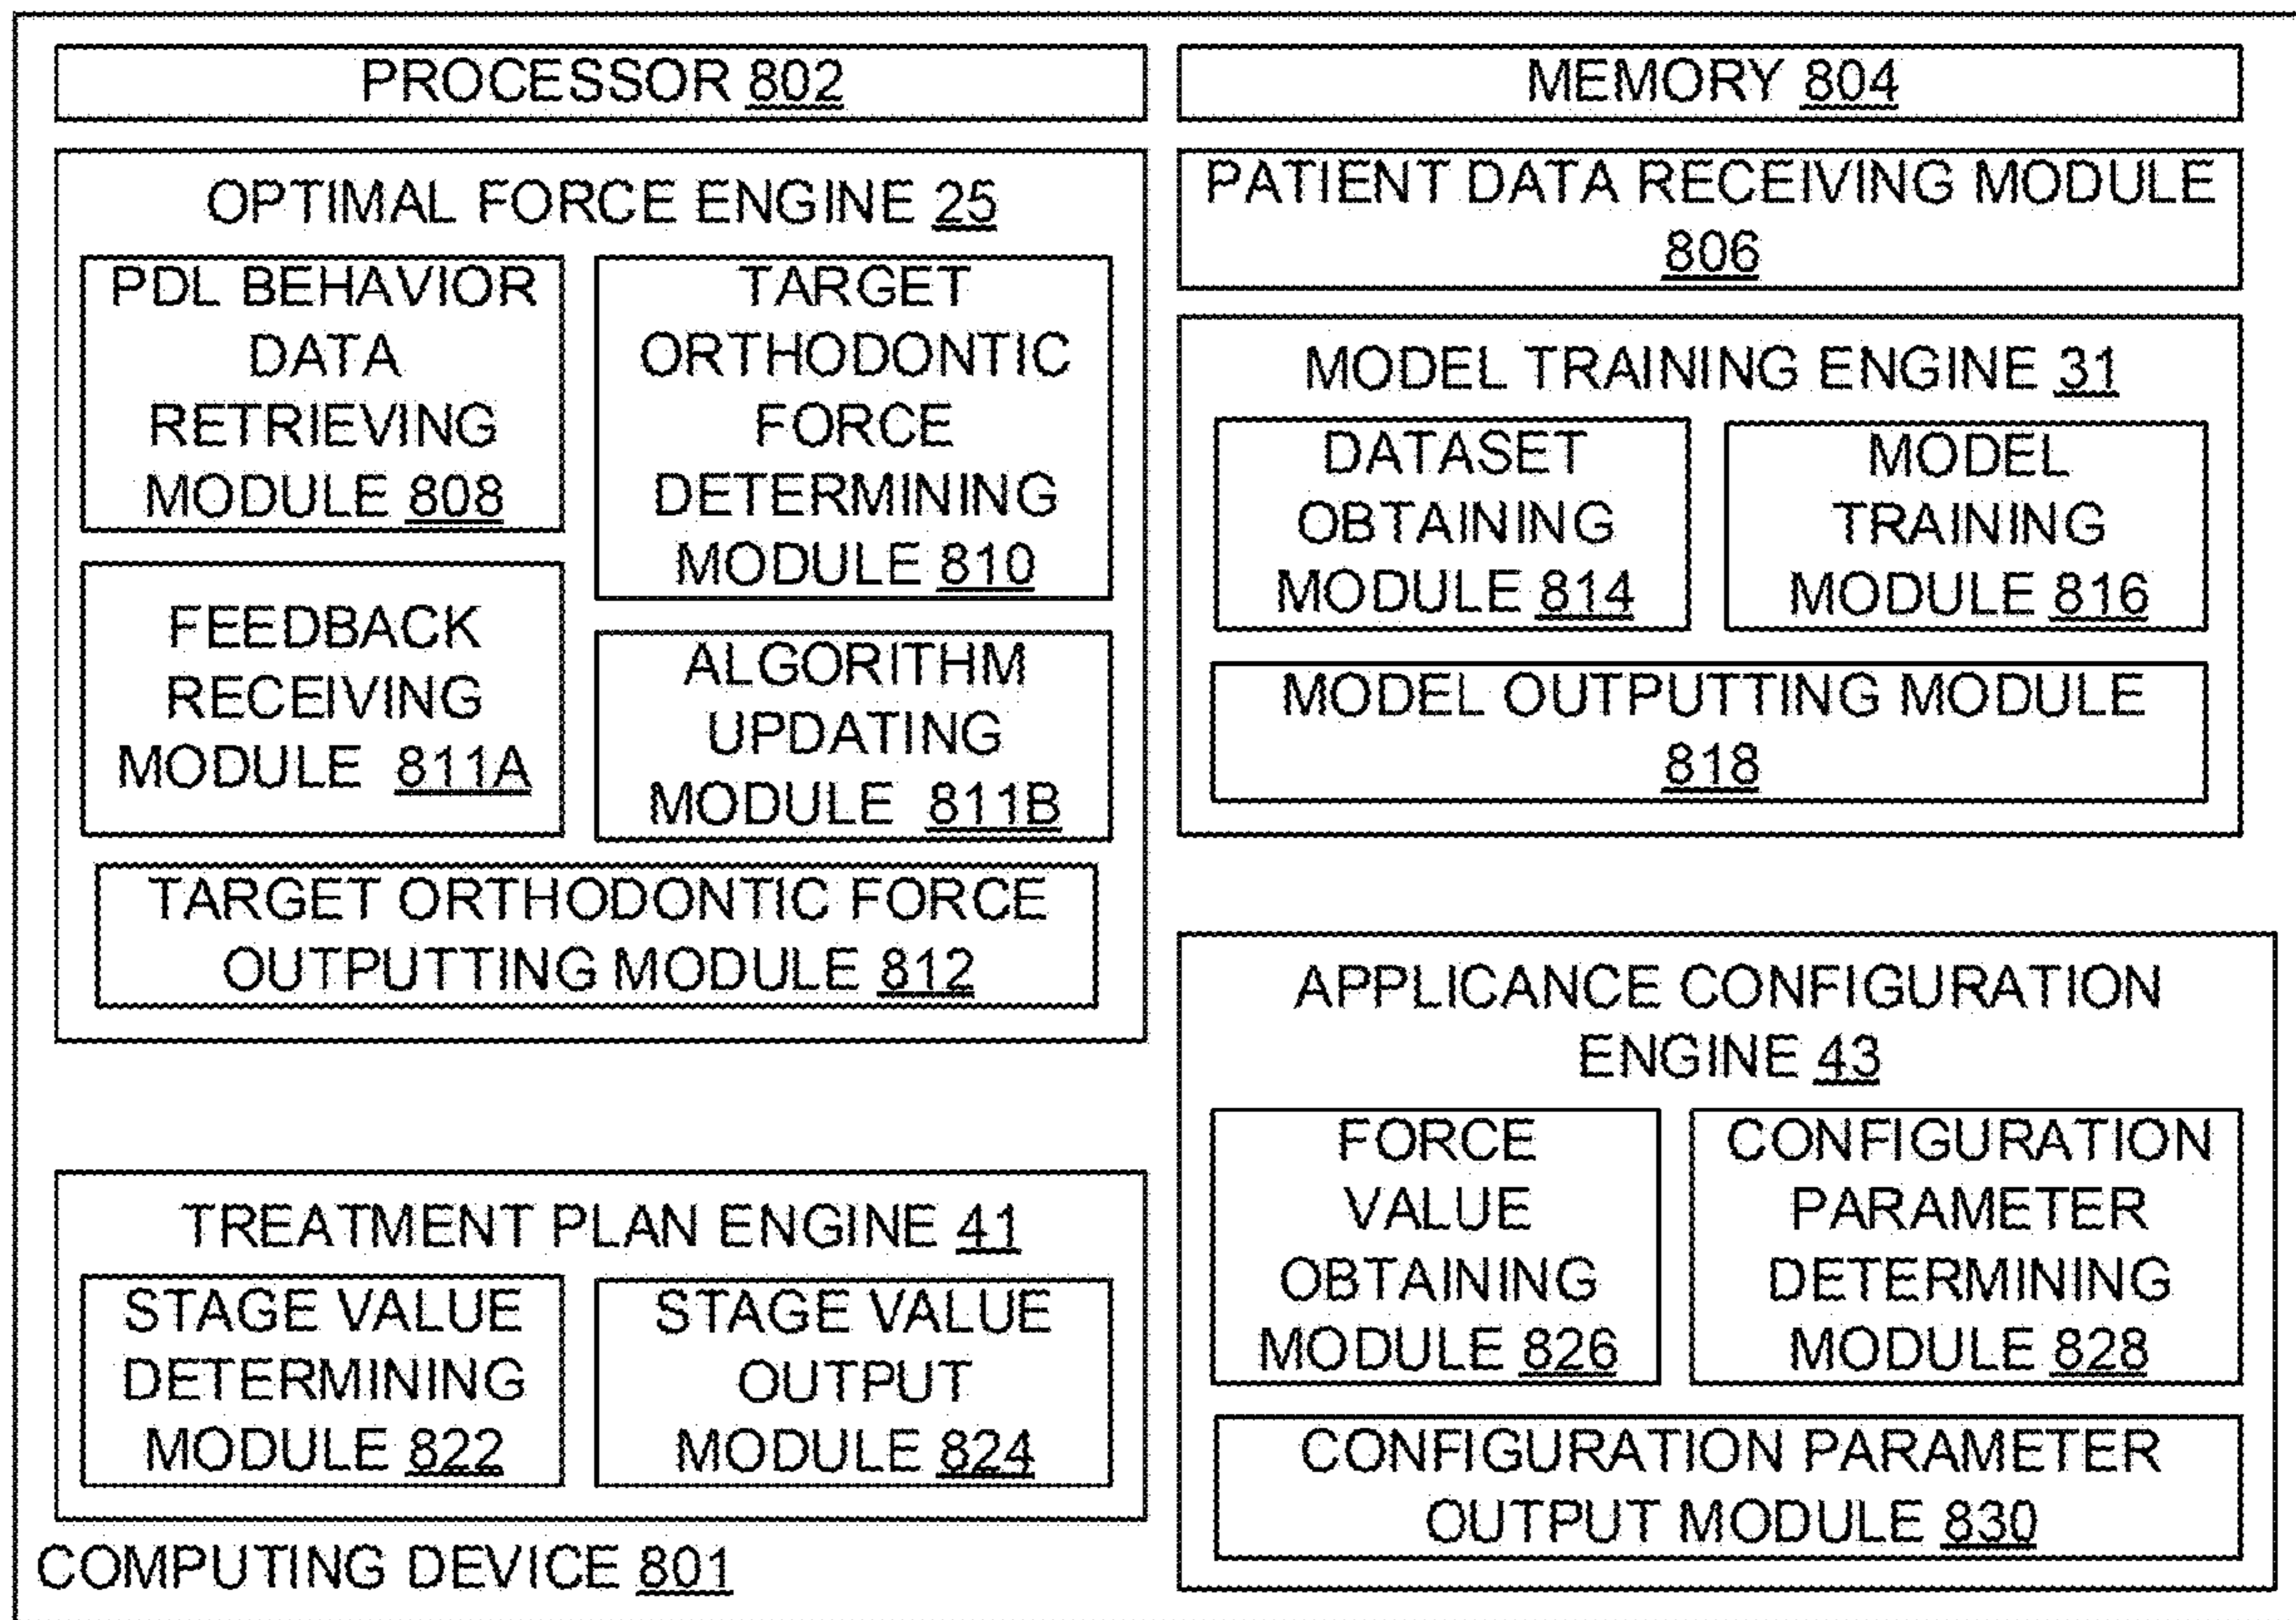 PROCESSOR 802
MEMORY 804
OPTIMAL FORCE ENGINE 25
PDL BEHAVIOR
DATA
RETRIEVING
MODULE 808
TARGET
ORTHODONTIC
FORCE
DETERMINING
MODULE 810
FEEDBACK
RECEIVING
MODULE 811A
ALGORITHM
UPDATING
MODULE 811B
TARGET ORTHODONTIC FORCE
OUTPUTTING MODULE 812
PATIENT DATA RECEIVING MODULE
806
MODEL TRAINING ENGINE 31
DATASET
OBTAINING
MODULE 814
MODEL
TRAINING
MODULE 816
MODEL OUTPUTTING MODULE
818
TREATMENT PLAN ENGINE 41
STAGE VALUE
DETERMINING
MODULE 822
STAGE VALUE
OUTPUT
MODULE 824
APPLICANCE CONFIGURATION
ENGINE 43
FORCE
VALUE
OBTAINING
MODULE 826
CONFIGURATION
PARAMETER
DETERMINING
MODULE 828
CONFIGURATION PARAMETER
OUTPUT MODULE 830
COMPUTING DEVICE 801